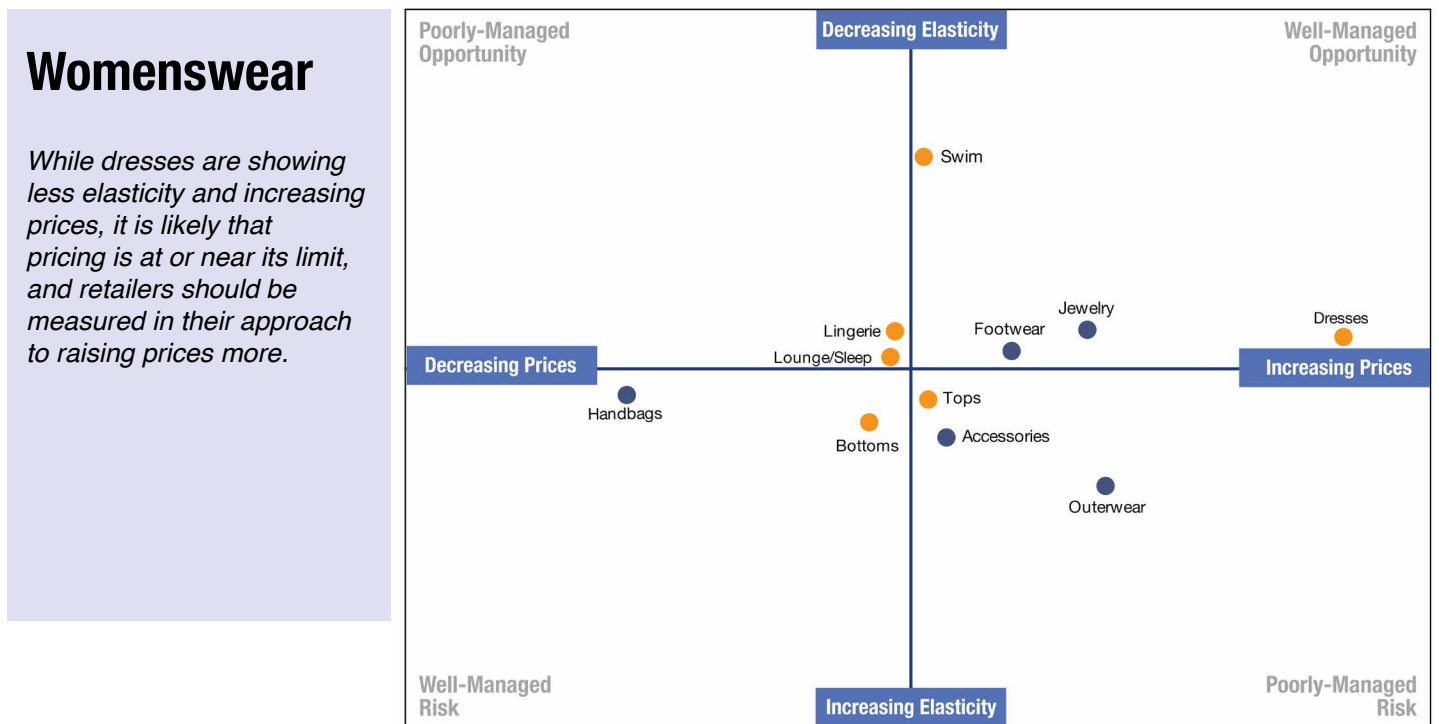 Womenswear
While dresses are showing
less elasticity and increasing
prices, it is likely that
pricing is at or near its limit,
and retailers should be
measured in their approach
to raising prices more.
Poorly-Managed
Opportunity
Decreasing Elasticity
Well-Managed
Opportunity
Swim
Jewelry
Dresses
Footwear
Lingerie
Lounge/Sleep
Decreasing Prices
Increasing Prices
Tops
Handbags
Accessories
Bottoms
Outerwear
Well-Managed
Risk
Increasing Elasticity
Poorly-Managed
Risk